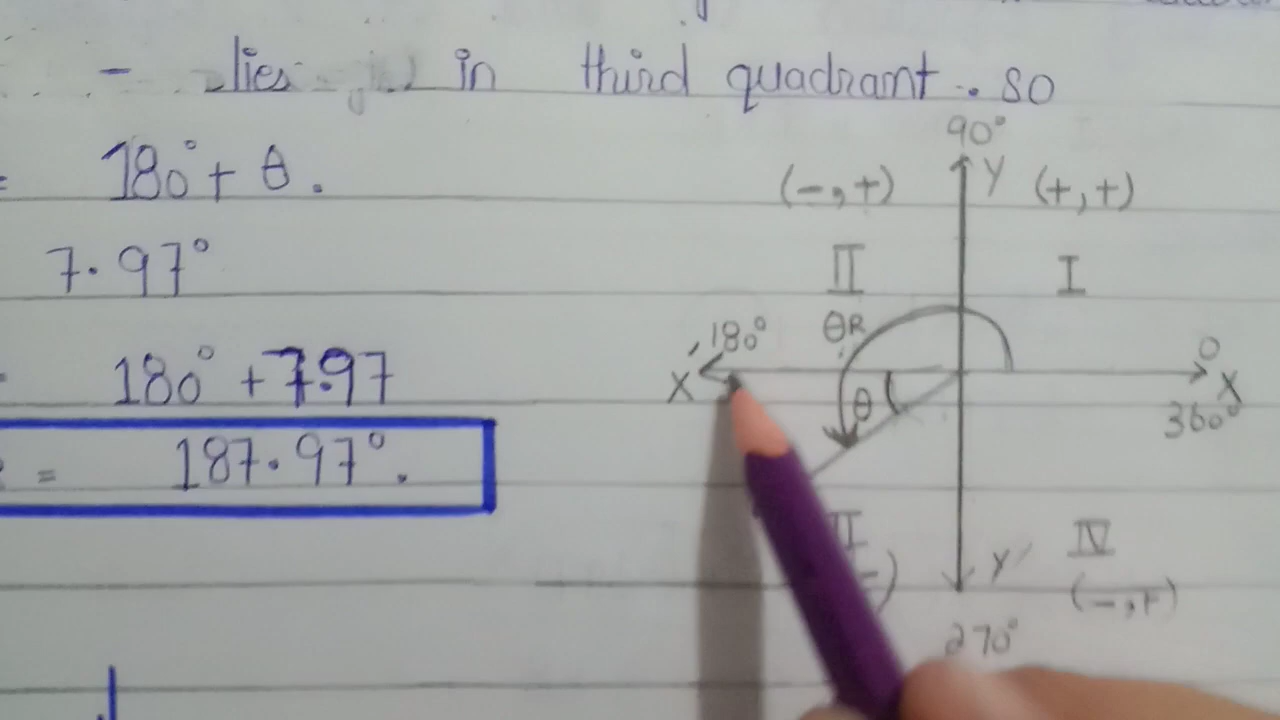 - lies in third quadrant. so
= 180° + θ.
7.97°
180° + 7.97
= 187.97°.
90°
Y
(-,+)
(+,+)
II
I
180°
θR
0
X'
X
θ
360°
IV
Y'
(-,+)
270°